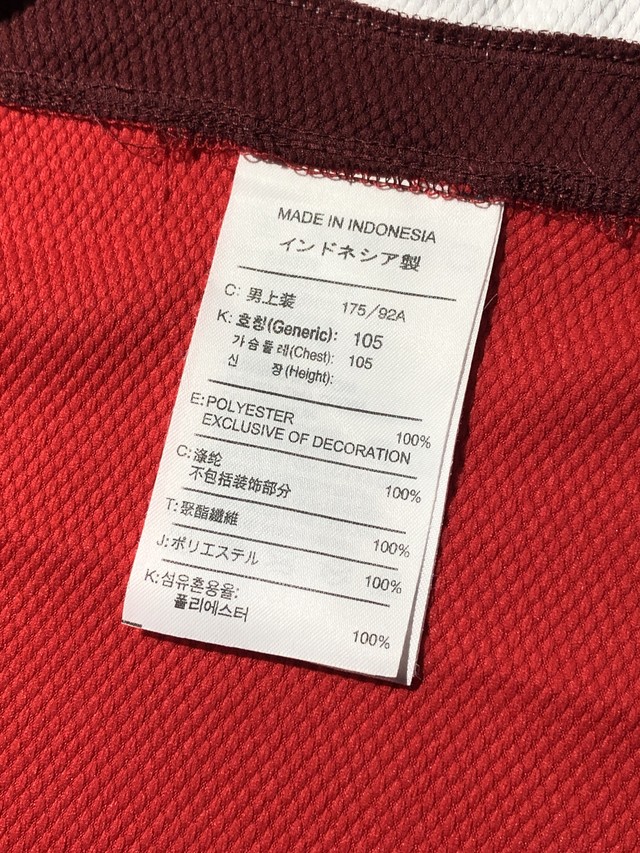 MADE IN INDONESIA
インドネシア製
C: 男上装 175/92A
K: 호칭(Generic): 105
가슴둘레(Chest): 105
신 장(Height):
E: POLYESTER 100%
EXCLUSIVE OF DECORATION
C: 涤纶 100%
不包括装饰部分
T: 聚酯纖維 100%
J: ポリエステル 100%
K: 섬유혼용율:
폴리에스터 100%